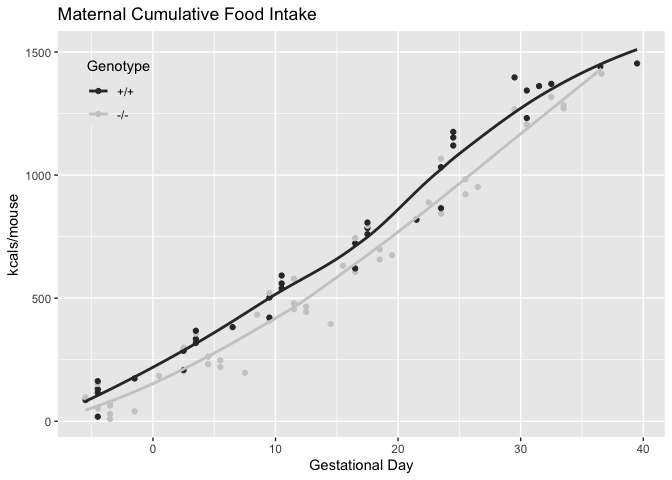 Maternal Cumulative Food Intake
1500
1000
500
0
kcals/mouse
Genotype
+/+
-/-
0 10 20 30 40
Gestational Day